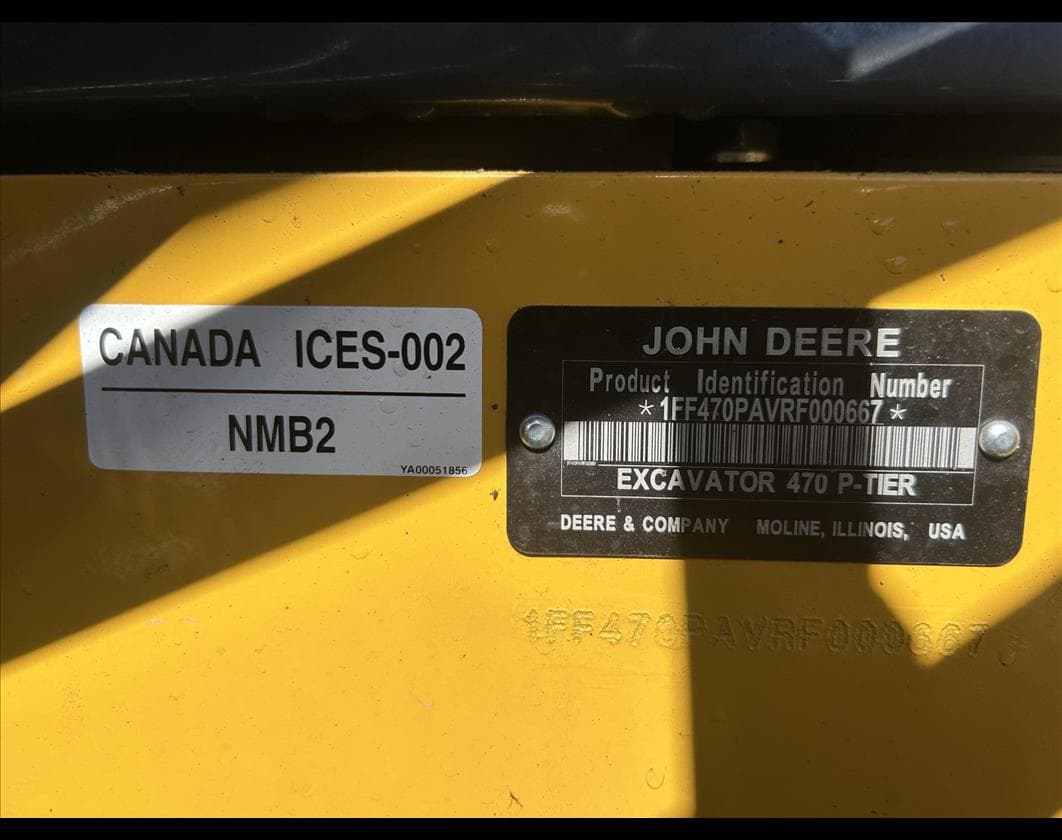 CANADA ICES-002
NMB2
YA00051856
JOHN DEERE
Product Identification Number
*1FF470PAVRF000667*
EXCAVATOR 470 P-TIER
DEERE & COMPANY MOLINE, ILLINOIS, USA
1FF470PAVRF000667